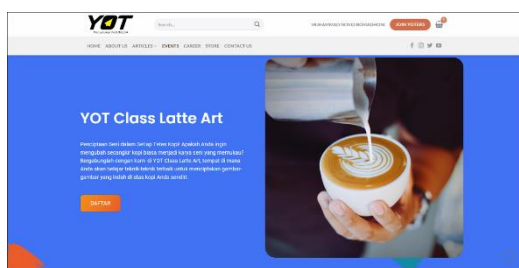 YOT
Search...
JOIN YOTERS
HOME ABOUT US ARTICLES EVENTS CAREER STORE CONTACT US
YOT Class Latte Art
Penciptaan Seni dalam Setiap Tetes Kopi! Apakah Anda ingin
mengubah secangkir kopi biasa menjadi karya seni yang memukau?
Bergabunglah dengan kami di YOT Class Latte Art, tempat di mana
Anda akan belajar teknik-teknik terbaik untuk menciptakan gambar-
gambar yang indah di atas kopi Anda sendiri!
DAFTAR